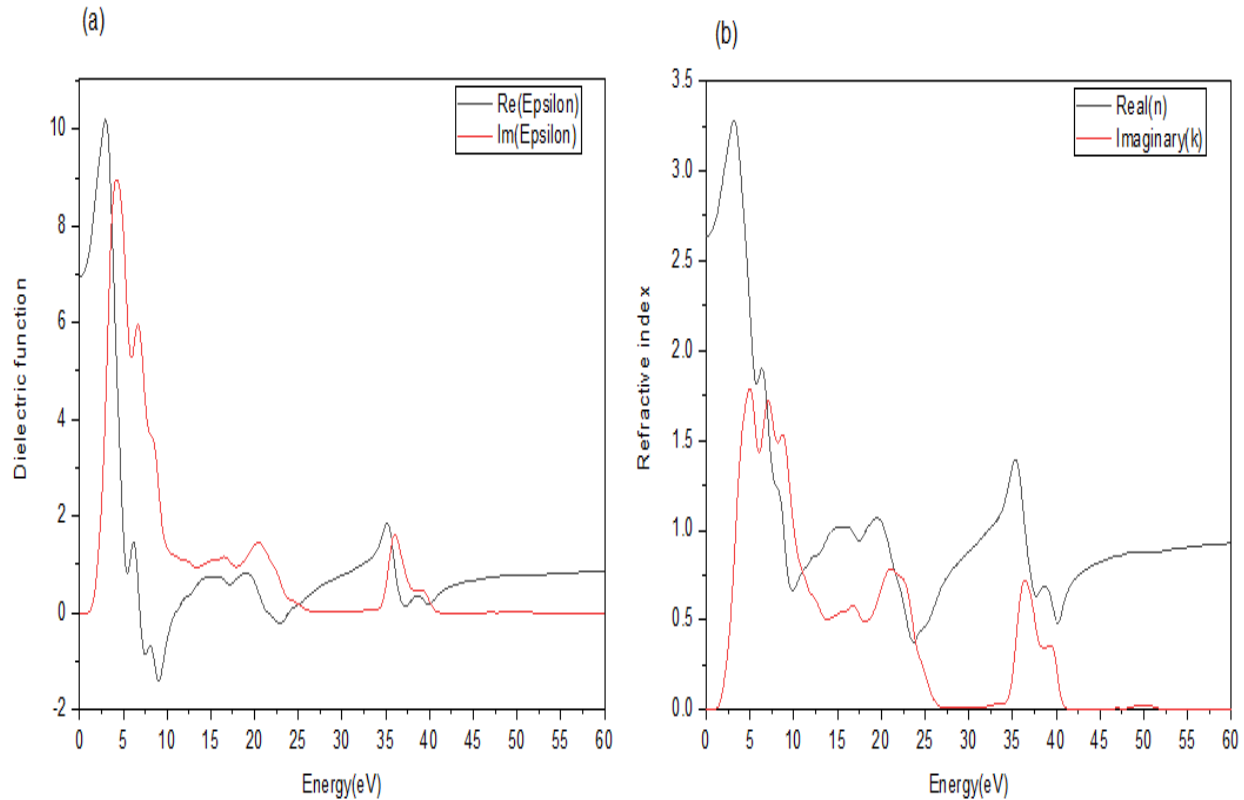 (a)
Re(Epsilon)
Im(Epsilon)
10
8
6
4
2
0
-2
Dielectric function
0 5 10 15 20 25 30 35 40 45 50 55 60
Energy(eV)
(b)
Real(n)
Imaginary(k)
3.5
3.0
2.5
2.0
1.5
1.0
0.5
0.0
Refractive index
0 5 10 15 20 25 30 35 40 45 50 55 60
Energy(eV)